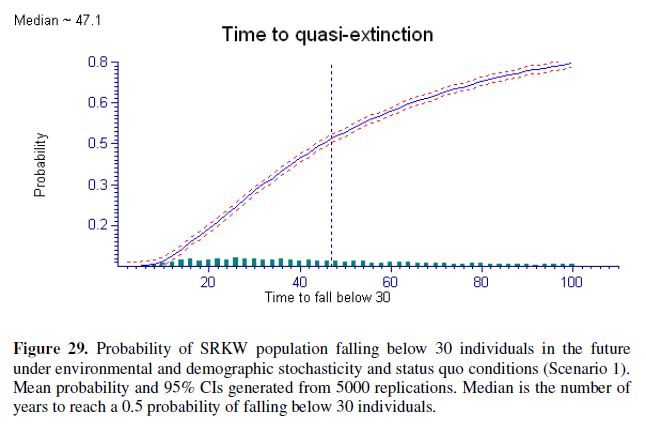 Median ~ 47.1
Time to quasi-extinction
0.8
0.6
0.5
0.3
0.2
Probability
20 40 60 80 100
Time to fall below 30
Figure 29. Probability of SRKW population falling below 30 individuals in the future
under environmental and demographic stochasticity and status quo conditions (Scenario 1).
Mean probability and 95% CIs generated from 5000 replications. Median is the number of
years to reach a 0.5 probability of falling below 30 individuals.